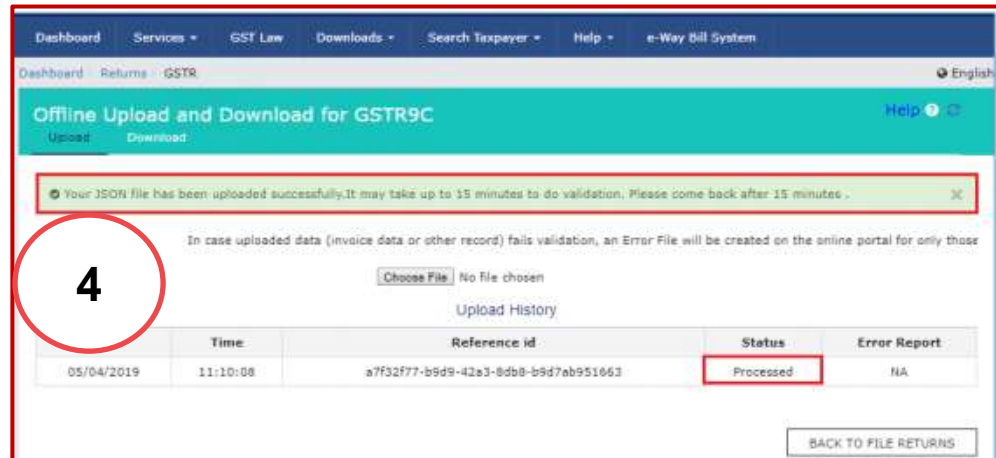 Dashboard Services GST Law Downloads Search Taxpayer Help e-Way Bill System
Dashboard Returns GSTR English
Offline Upload and Download for GSTR9C Help
Upload Download
Your JSON file has been uploaded successfully.It may take up to 15 minutes to do validation. Please come back after 15 minutes .
In case uploaded data (invoice data or other record) fails validation, an Error File will be created on the online portal for only those
Choose File No file chosen
4
Upload History
Time Reference id Status Error Report
05/04/2019 11:10:08 a7f32f77-b9d9-42a3-8db8-b9d7ab951663 Processed NA
BACK TO FILE RETURNS